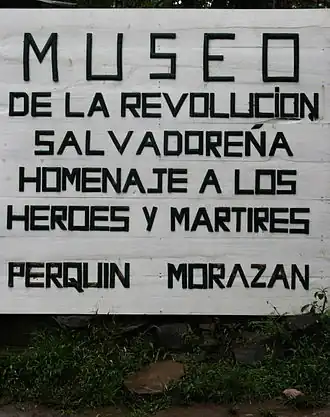 MUSEO
DE LA REVOLUCION
SALVADOREÑA
HOMENAJE A LOS
HEROES Y MARTIRES
PERQUIN MORAZAN